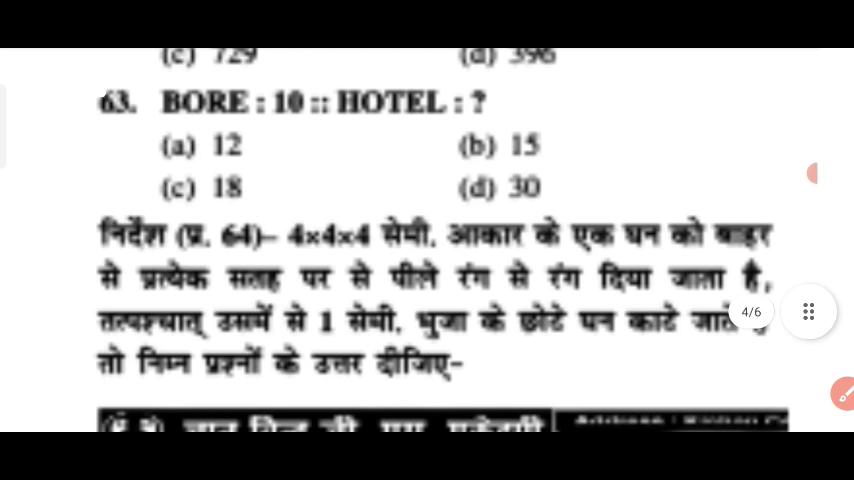 (c) 729 (d) 396
63. BORE : 10 :: HOTEL : ?
(a) 12 (b) 15
(c) 18 (d) 30
निर्देश (प्र. 64)– 4×4×4 सेमी. आकार के एक घन को बाहर
से प्रत्येक सतह पर से पीले रंग से रंग दिया जाता है,
तत्पश्चात् उसमें से 1 सेमी. भुजा के छोटे घन काटे जाते
4/6
तो निम्न प्रश्नों के उत्तर दीजिए–